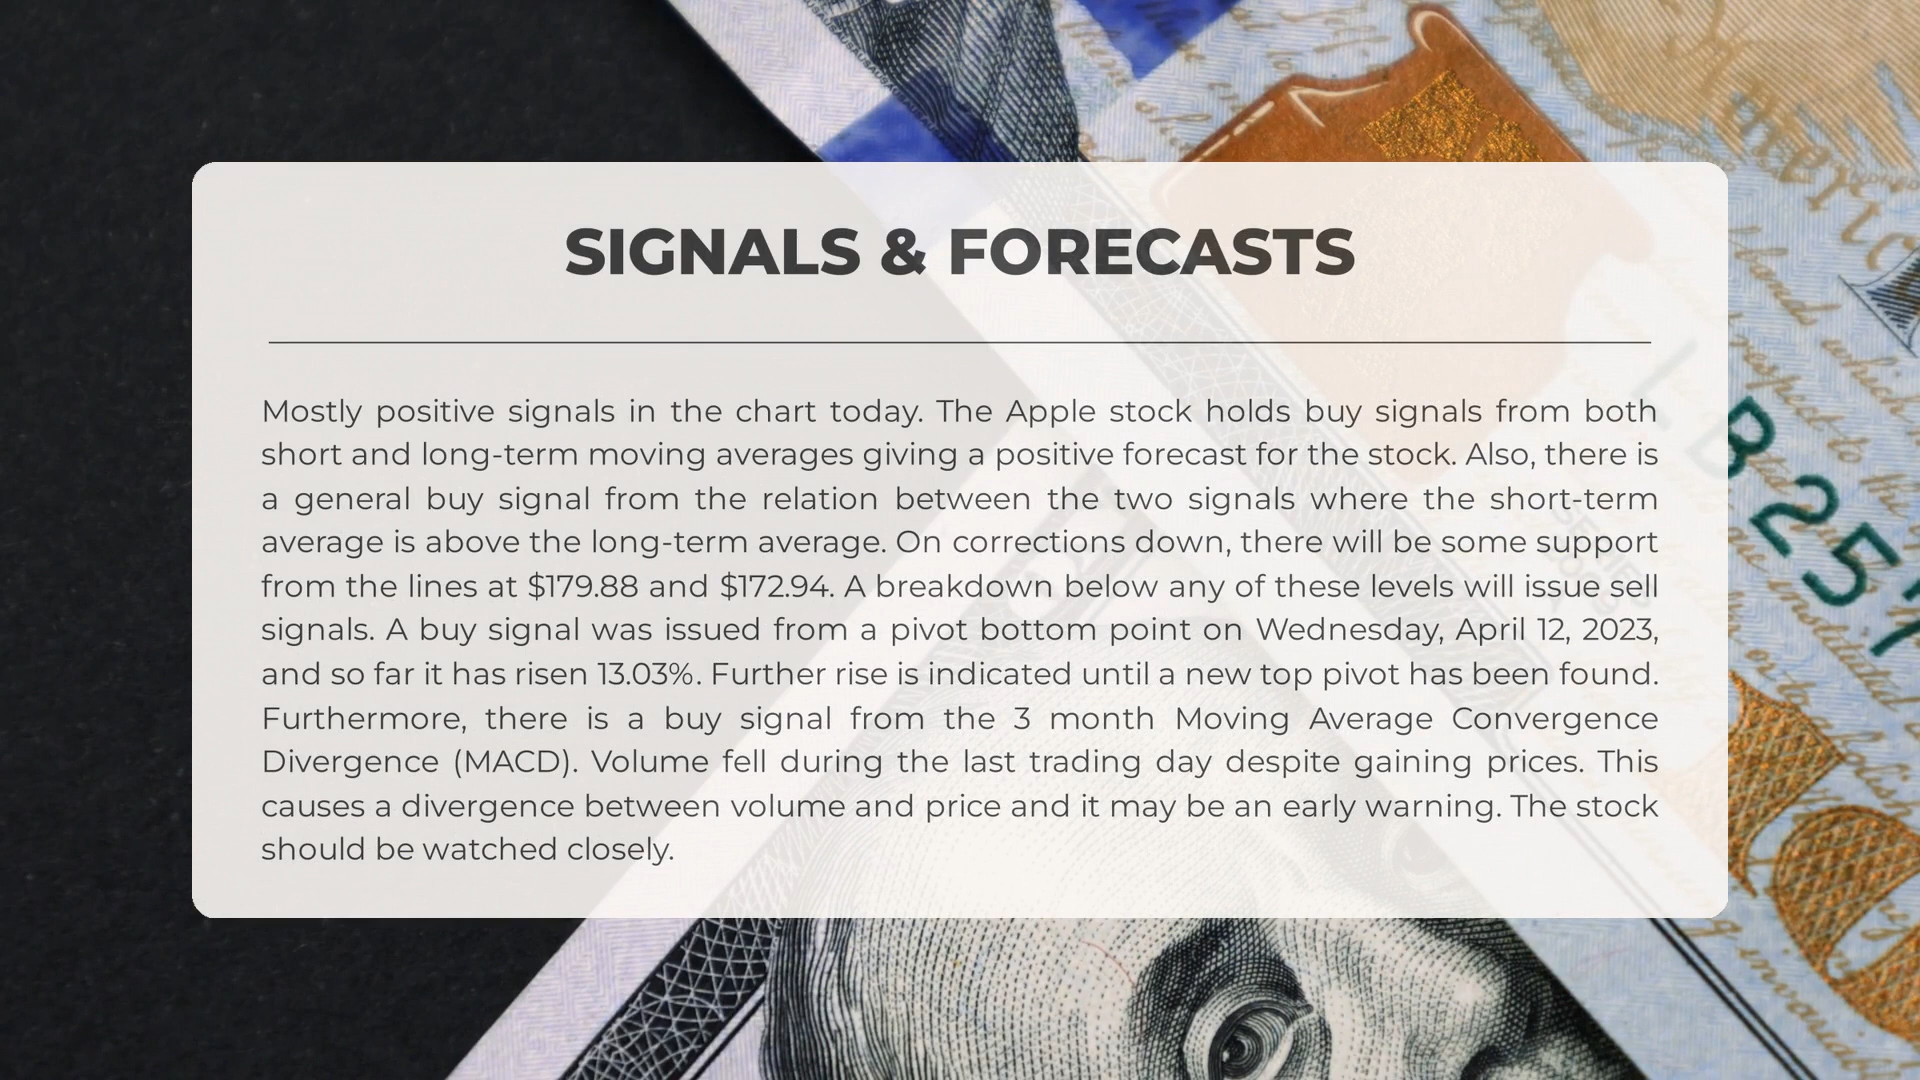 SIGNALS & FORECASTS
Mostly positive signals in the chart today. The Apple stock holds buy signals from both
short and long-term moving averages giving a positive forecast for the stock. Also, there is
a general buy signal from the relation between the two signals where the short-term
average is above the long-term average. On corrections down, there will be some support
from the lines at $179.88 and $172.94. A breakdown below any of these levels will issue sell
signals. A buy signal was issued from a pivot bottom point on Wednesday, April 12, 2023,
and so far it has risen 13.03%. Further rise is indicated until a new top pivot has been found.
Furthermore, there is a buy signal from the 3 month Moving Average Convergence
Divergence (MACD). Volume fell during the last trading day despite gaining prices. This
causes a divergence between volume and price and it may be an early warning. The stock
should be watched closely.